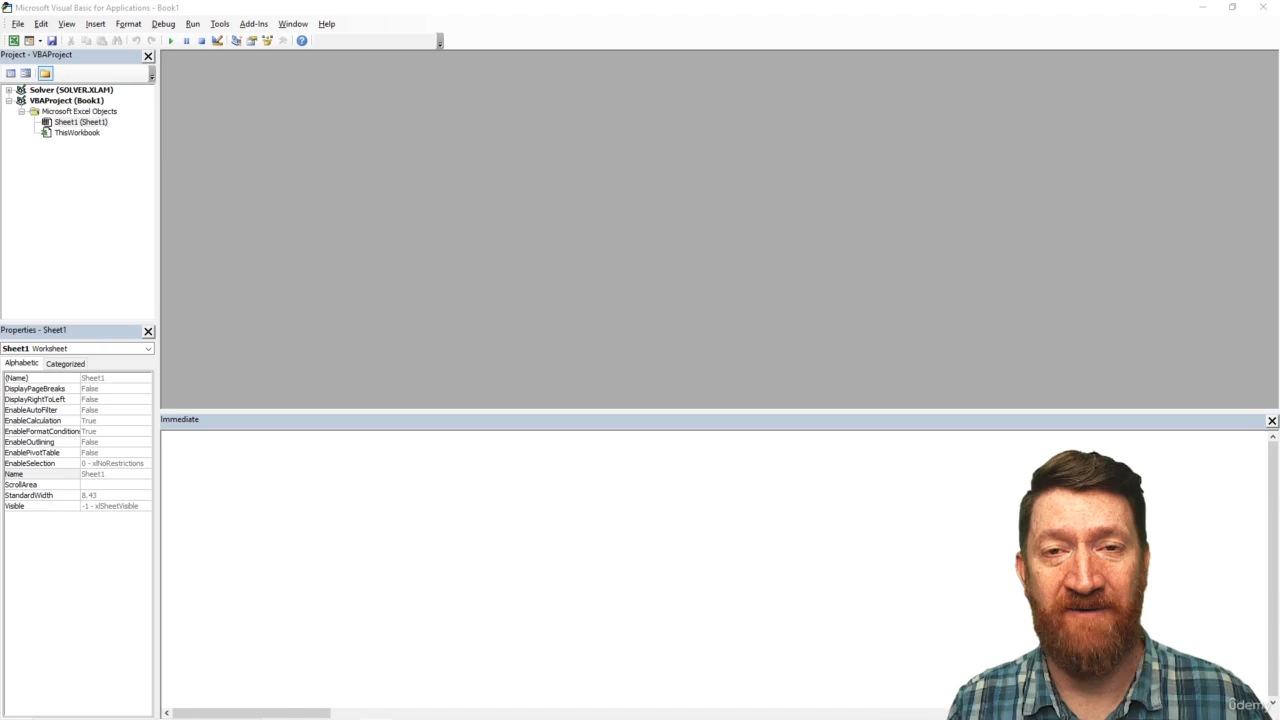 Microsoft Visual Basic for Applications - Book1
File Edit View Insert Format Debug Run Tools Add-Ins Window Help
Project - VBAProject
Solver (SOLVER.XLAM)
VBAProject (Book1)
Microsoft Excel Objects
Sheet1 (Sheet1)
ThisWorkbook
Properties - Sheet1
Sheet1 Worksheet
Alphabetic Categorized
(Name) Sheet1
DisplayPageBreaks False
DisplayRightToLeft False
EnableAutoFilter False
EnableCalculation True
EnableFormatCondition True
EnableOutlining False
EnablePivotTable False
EnableSelection 0 - xlNoRestrictions
Name Sheet1
ScrollArea
StandardWidth 8.43
Visible -1 - xlSheetVisible
Immediate
ûdemy